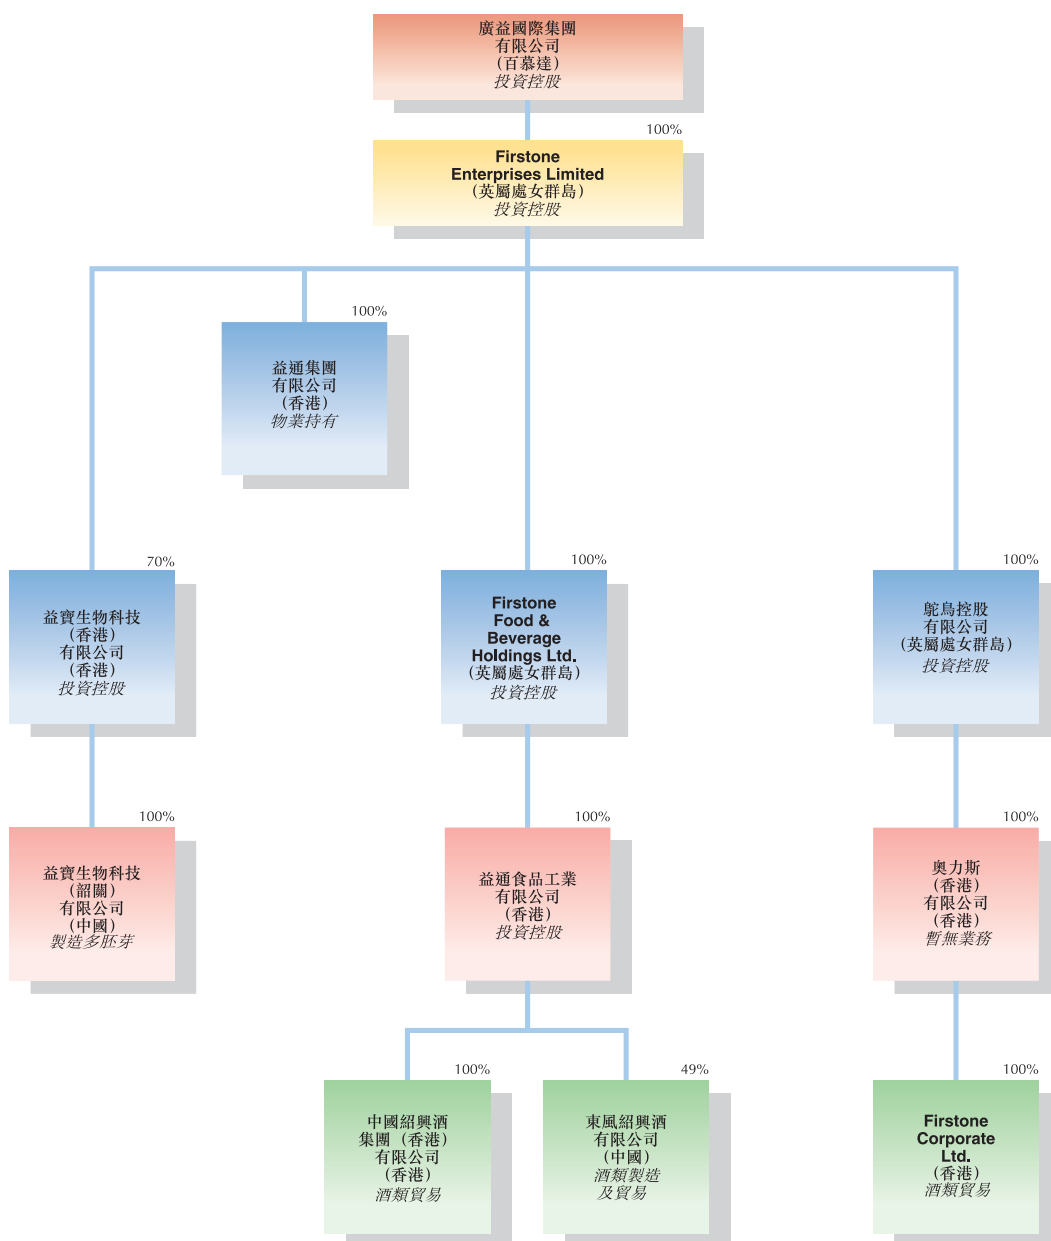 廣益國際集團
有限公司
(百慕達)
投資控股
100%
Firstone
Enterprises Limited
(英屬處女群島)
投資控股
100%
益通集團
有限公司
(香港)
物業持有
70%
益寶生物科技
(香港)
有限公司
(香港)
投資控股
100%
Firstone
Food &
Beverage
Holdings Ltd.
(英屬處女群島)
投資控股
100%
鴕鳥控股
有限公司
(英屬處女群島)
投資控股
100%
益寶生物科技
(韶關)
有限公司
(中國)
製造多胚芽
100%
益通食品工業
有限公司
(香港)
投資控股
100%
奧力斯
(香港)
有限公司
(香港)
暫無業務
100%
中國紹興酒
集團(香港)
有限公司
(香港)
酒類貿易
49%
東風紹興酒
有限公司
(中國)
酒類製造
及貿易
100%
Firstone
Corporate
Ltd.
(香港)
酒類貿易